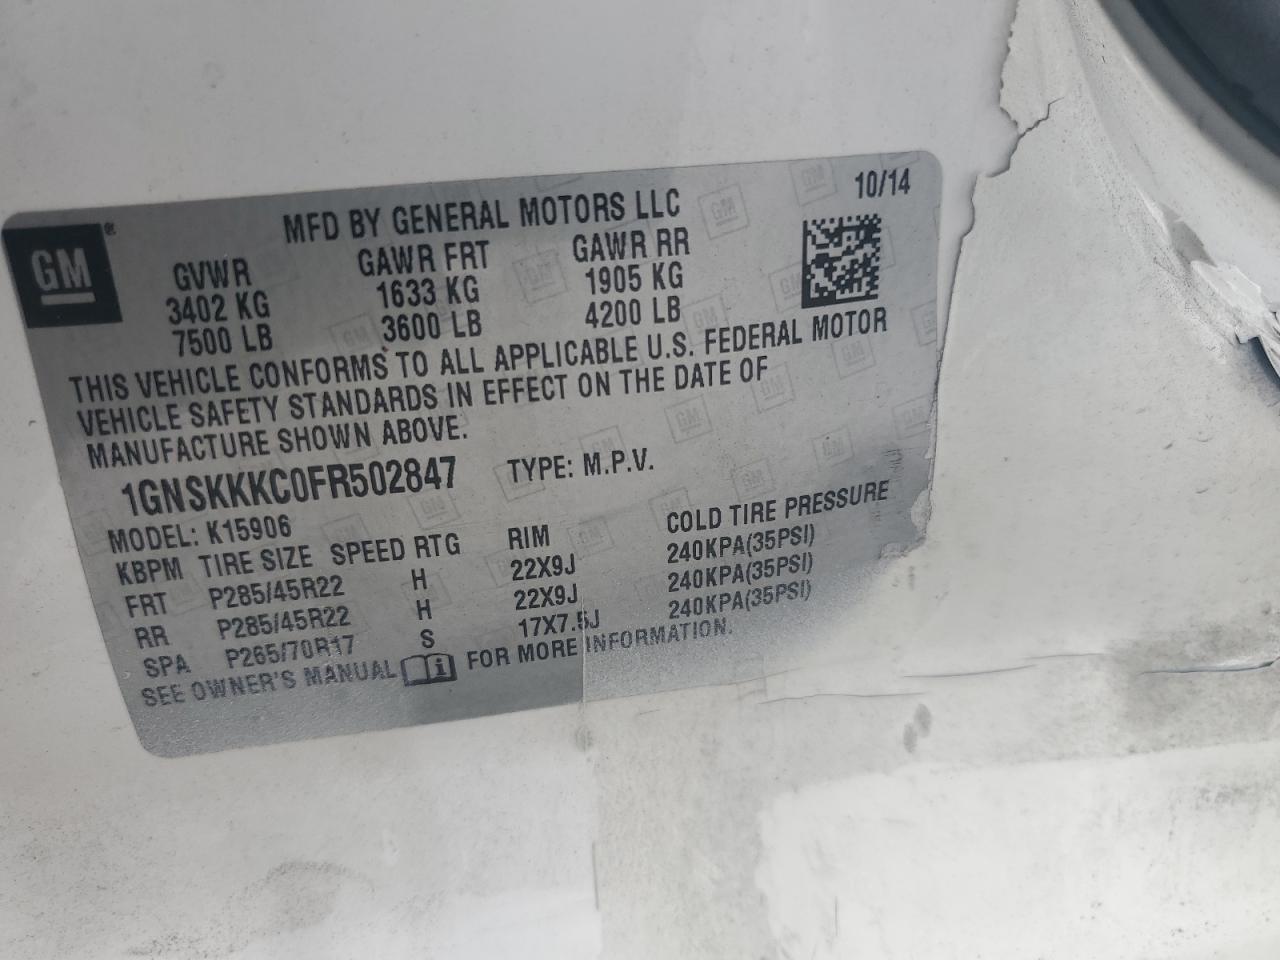 10/14
GM®
MFD BY GENERAL MOTORS LLC
GVWR GAWR FRT GAWR RR
3402 KG 1633 KG 1905 KG
7500 LB 3600 LB 4200 LB
THIS VEHICLE CONFORMS TO ALL APPLICABLE U.S. FEDERAL MOTOR
VEHICLE SAFETY STANDARDS IN EFFECT ON THE DATE OF
MANUFACTURE SHOWN ABOVE.
1GNSKKKC0FR502847 TYPE: M.P.V.
MODEL: K15906
KBPM TIRE SIZE SPEED RTG RIM COLD TIRE PRESSURE
FRT P285/45R22 H 22X9J 240KPA(35PSI)
RR P285/45R22 H 22X9J 240KPA(35PSI)
SPA P265/70R17 S 17X7.5J 240KPA(35PSI)
SEE OWNER'S MANUAL FOR MORE INFORMATION.